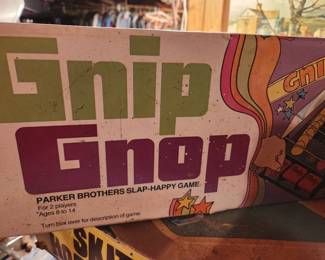 Gnip
Gnop
PARKER BROTHERS SLAP-HAPPY GAME
For 2 players
*Ages 8 to 14
Turn box over for description of game.
SKIT